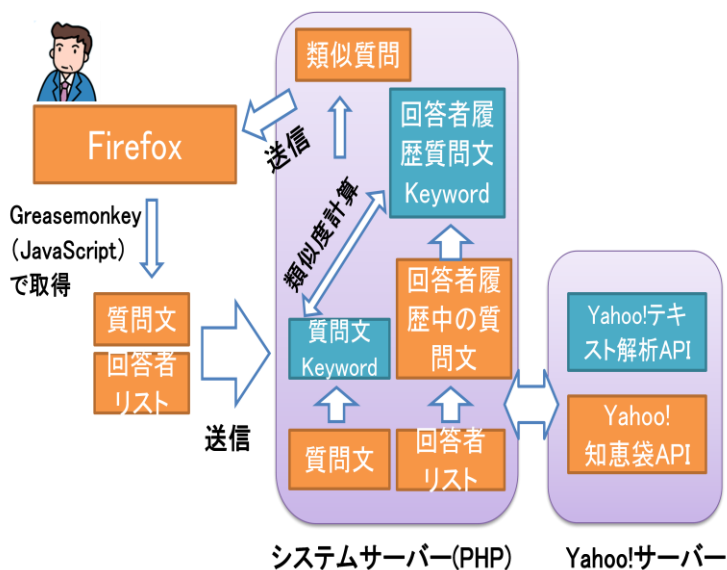 Firefox
Greasemonkey
（JavaScript）
で取得
質問文
回答者
リスト
送信
類似質問
送信
回答者履
歴質問文
Keyword
類似度計算
質問文
Keyword
回答者履
歴中の質
問文
質問文
回答者
リスト
システムサーバー(PHP)
Yahoo!テキ
スト解析API
Yahoo!
知恵袋API
Yahoo!サーバー